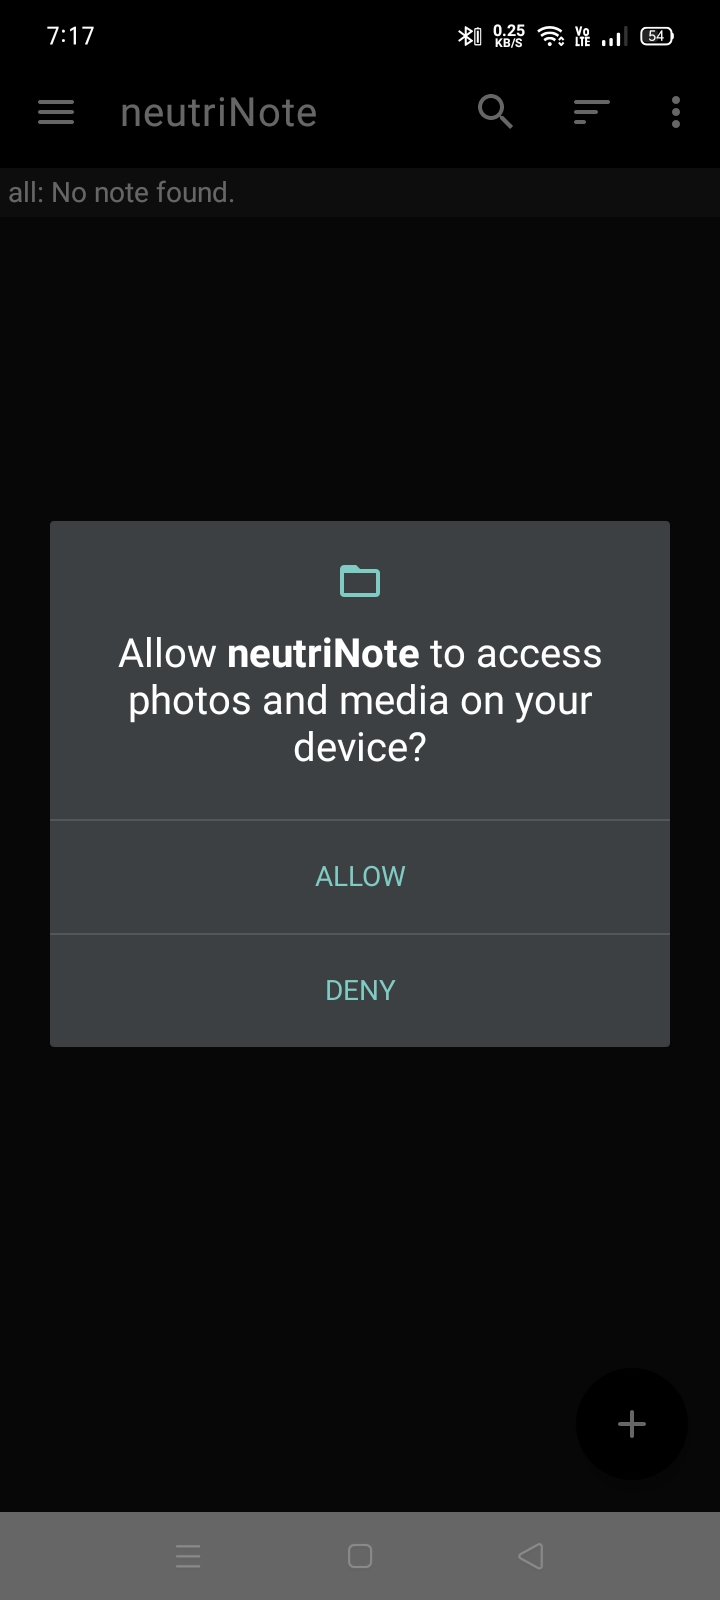 7:17
0.25
KB/S
Vo
LTE
54
neutriNote
all: No note found.
Allow neutriNote to access
photos and media on your
device?
ALLOW
DENY